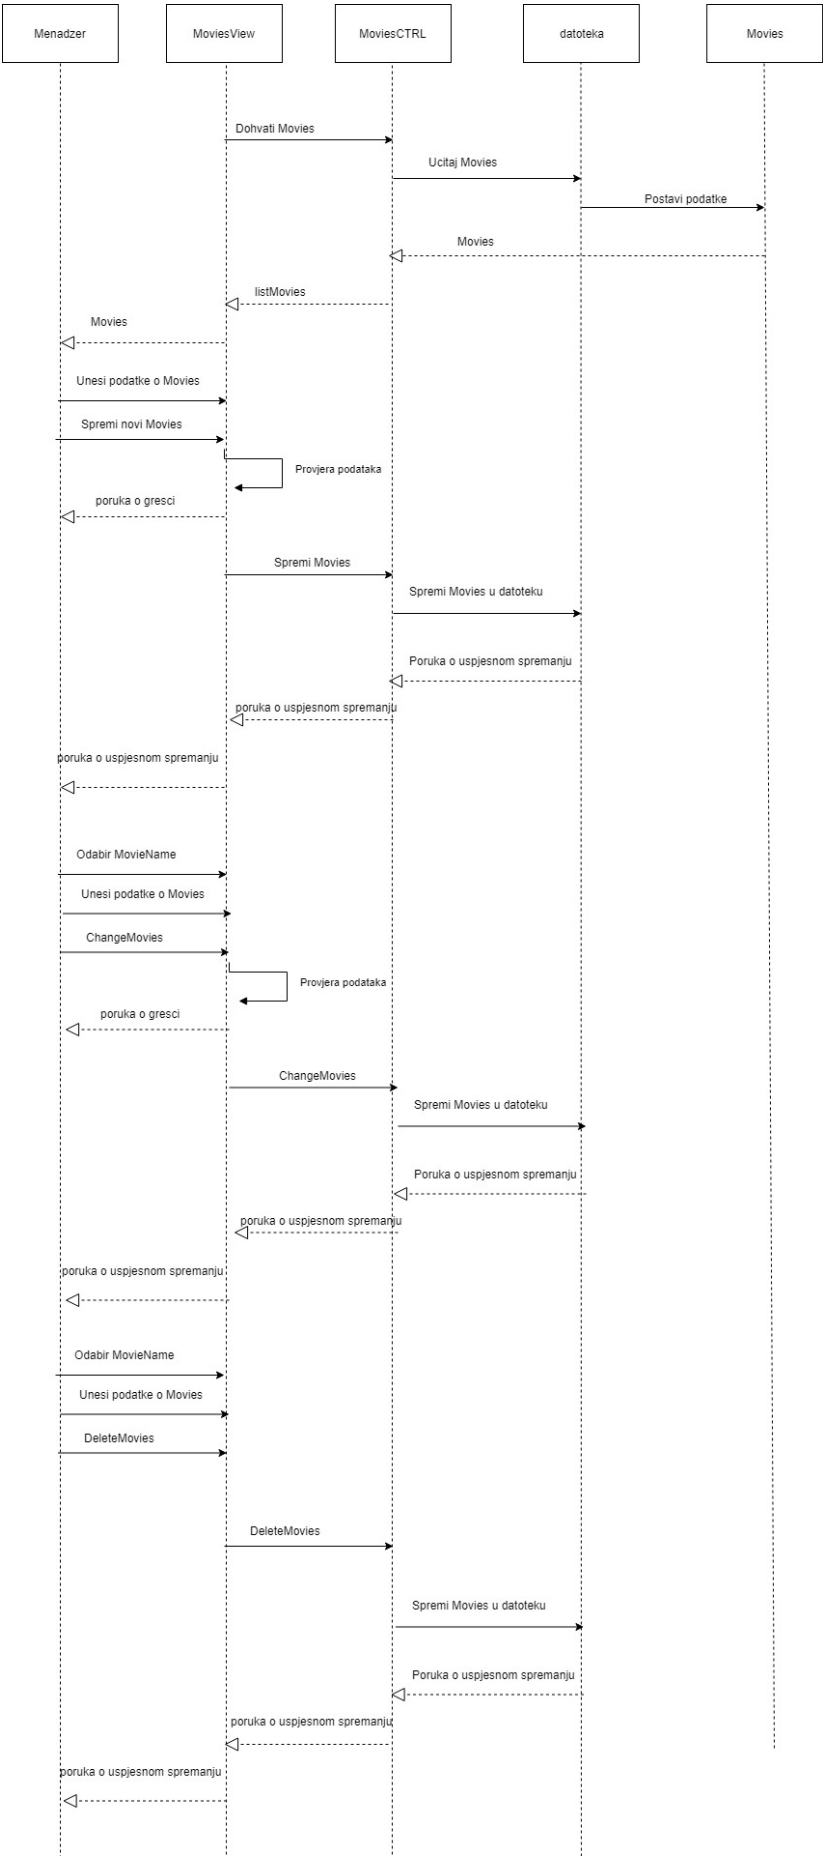 Menadzer
MoviesView
MoviesCTRL
datoteka
Movies
Dohvati Movies
Ucitaj Movies
Postavi podatke
Movies
listMovies
Movies
Unesi podatke o Movies
Spremi novi Movies
Provjera podataka
poruka o gresci
Spremi Movies
Spremi Movies u datoteku
Poruka o uspjesnom spremanju
poruka o uspjesnom spremanju
poruka o uspjesnom spremanju
Odabir MovieName
Unesi podatke o Movies
ChangeMovies
Provjera podataka
poruka o gresci
ChangeMovies
Spremi Movies u datoteku
Poruka o uspjesnom spremanju
poruka o uspjesnom spremanju
poruka o uspjesnom spremanju
Odabir MovieName
Unesi podatke o Movies
DeleteMovies
DeleteMovies
Spremi Movies u datoteku
Poruka o uspjesnom spremanju
poruka o uspjesnom spremanju
poruka o uspjesnom spremanju